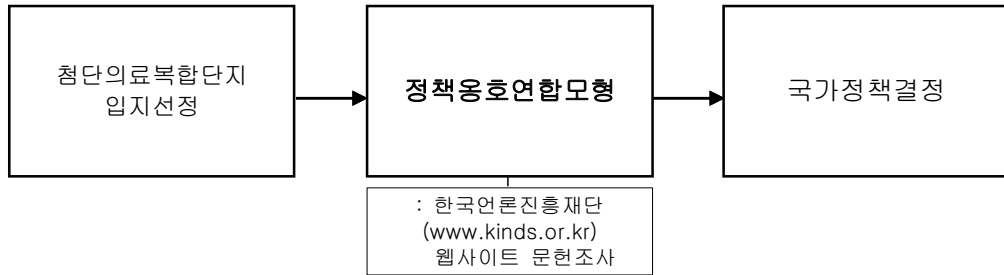 첨단의료복합단지
입지선정
정책옹호연합모형
국가정책결정
: 한국언론진흥재단
(www.kinds.or.kr)
웹사이트 문헌조사